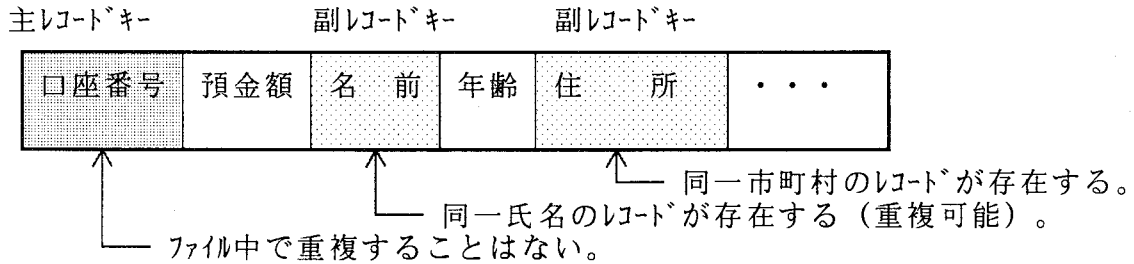 主ﾚｺｰﾄﾞｷｰ 副ﾚｺｰﾄﾞｷｰ 副ﾚｺｰﾄﾞｷｰ
口座番号 預金額 名 前 年齢 住 所 ・・・
同一市町村のﾚｺｰﾄﾞが存在する。
同一氏名のﾚｺｰﾄﾞが存在する（重複可能）。
ﾌｧｲﾙ中で重複することはない。